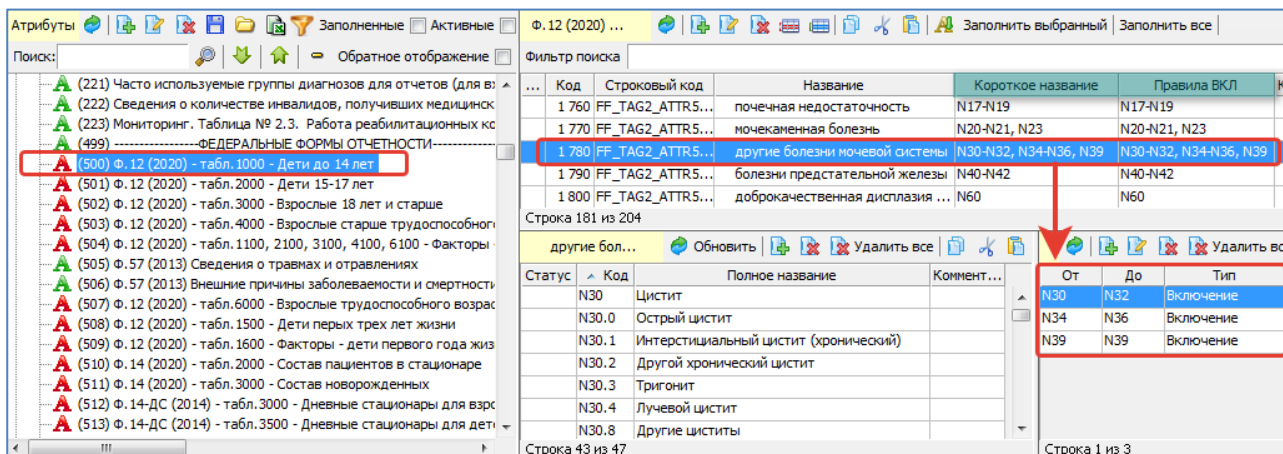 Атрибуты Заполненные Активные
Поиск: Обратное отображение
(221) Часто используемые группы диагнозов для отчетов (для вз
(222) Сведения о количестве инвалидов, получивших медицинск
(223) Мониторинг. Таблица № 2.3. Работа реабилитационных ко
(499) -----------------ФЕДЕРАЛЬНЫЕ ФОРМЫ ОТЧЕТНОСТИ-------------
(500) Ф.12 (2020) - табл.1000 - Дети до 14 лет
(501) Ф.12 (2020) - табл.2000 - Дети 15-17 лет
(502) Ф.12 (2020) - табл.3000 - Взрослые 18 лет и старше
(503) Ф.12 (2020) - табл.4000 - Взрослые старше трудоспособного
(504) Ф.12 (2020) - табл.1100, 2100, 3100, 4100, 6100 - Факторы -
(505) Ф.57 (2013) Сведения о травмах и отравлениях
(506) Ф.57 (2013) Внешние причины заболеваемости и смертности
(507) Ф.12 (2020) - табл.6000 - Взрослые трудоспособного возрас
(508) Ф.12 (2020) - табл.1500 - Дети перых трех лет жизни
(509) Ф.12 (2020) - табл.1600 - Факторы - дети первого года жиз
(510) Ф.14 (2020) - табл.2000 - Состав пациентов в стационаре
(511) Ф.14 (2020) - табл.3000 - Состав новорожденных
(512) Ф.14-ДС (2014) - табл.3000 - Дневные стационары для взро
(513) Ф.14-ДС (2014) - табл.3500 - Дневные стационары для дете
Ф.12 (2020) ... Заполнить выбранный Заполнить все
Фильтр поиска
... Код Строковый код Название Короткое название Правила ВКЛ К
1 760 FF_TAG2_ATTR5... почечная недостаточность N17-N19 N17-N19
1 770 FF_TAG2_ATTR5... мочекаменная болезнь N20-N21, N23 N20-N21, N23
1 780 FF_TAG2_ATTR5... другие болезни мочевой системы N30-N32, N34-N36, N39 N30-N32, N34-N36, N39
1 790 FF_TAG2_ATTR5... болезни предстательной железы N40-N42 N40-N42
1 800 FF_TAG2_ATTR5... доброкачественная дисплазия ... N60 N60
Строка 181 из 204
другие бол... Обновить Удалить все
Статус Код Полное название Коммент...
N30 Цистит
N30.0 Острый цистит
N30.1 Интерстициальный цистит (хронический)
N30.2 Другой хронический цистит
N30.3 Тригонит
N30.4 Лучевой цистит
N30.8 Другие циститы
Строка 43 из 47
Удалить вс
От До Тип
N30 N32 Включение
N34 N36 Включение
N39 N39 Включение
Строка 1 из 3